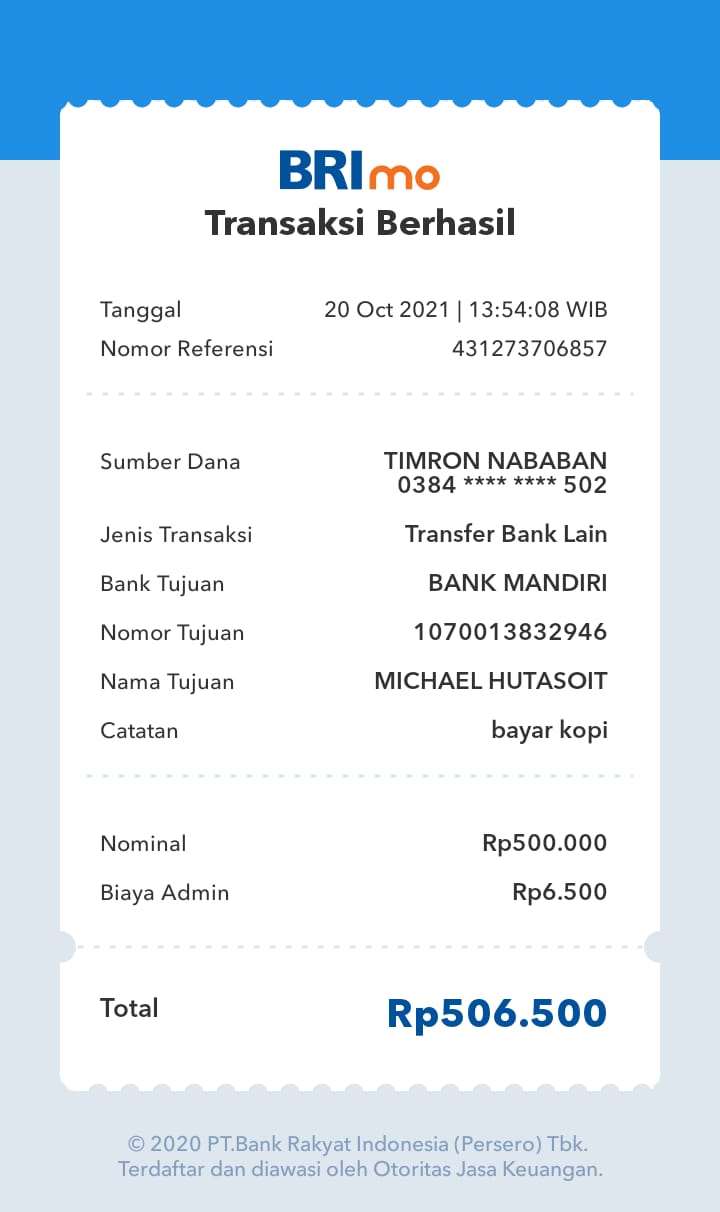 BRImo
Transaksi Berhasil
Tanggal 20 Oct 2021 | 13:54:08 WIB
Nomor Referensi 431273706857
Sumber Dana TIMRON NABABAN
0384 **** **** 502
Jenis Transaksi Transfer Bank Lain
Bank Tujuan BANK MANDIRI
Nomor Tujuan 1070013832946
Nama Tujuan MICHAEL HUTASOIT
Catatan bayar kopi
Nominal Rp500.000
Biaya Admin Rp6.500
Total Rp506.500
© 2020 PT.Bank Rakyat Indonesia (Persero) Tbk.
Terdaftar dan diawasi oleh Otoritas Jasa Keuangan.